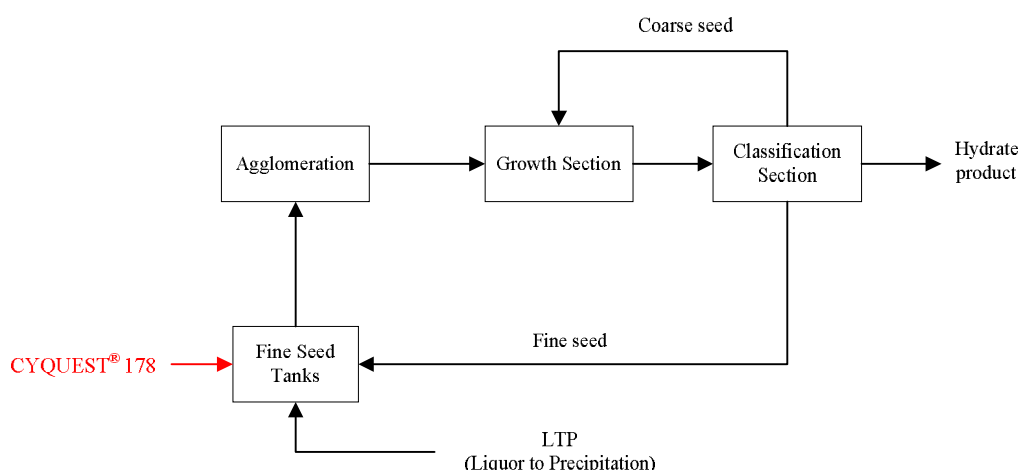 Coarse seed
Agglomeration
Growth Section
Classification
Section
Hydrate
product
CYQUEST® 178
Fine Seed
Tanks
Fine seed
LTP
(Liquor to Precipitation)